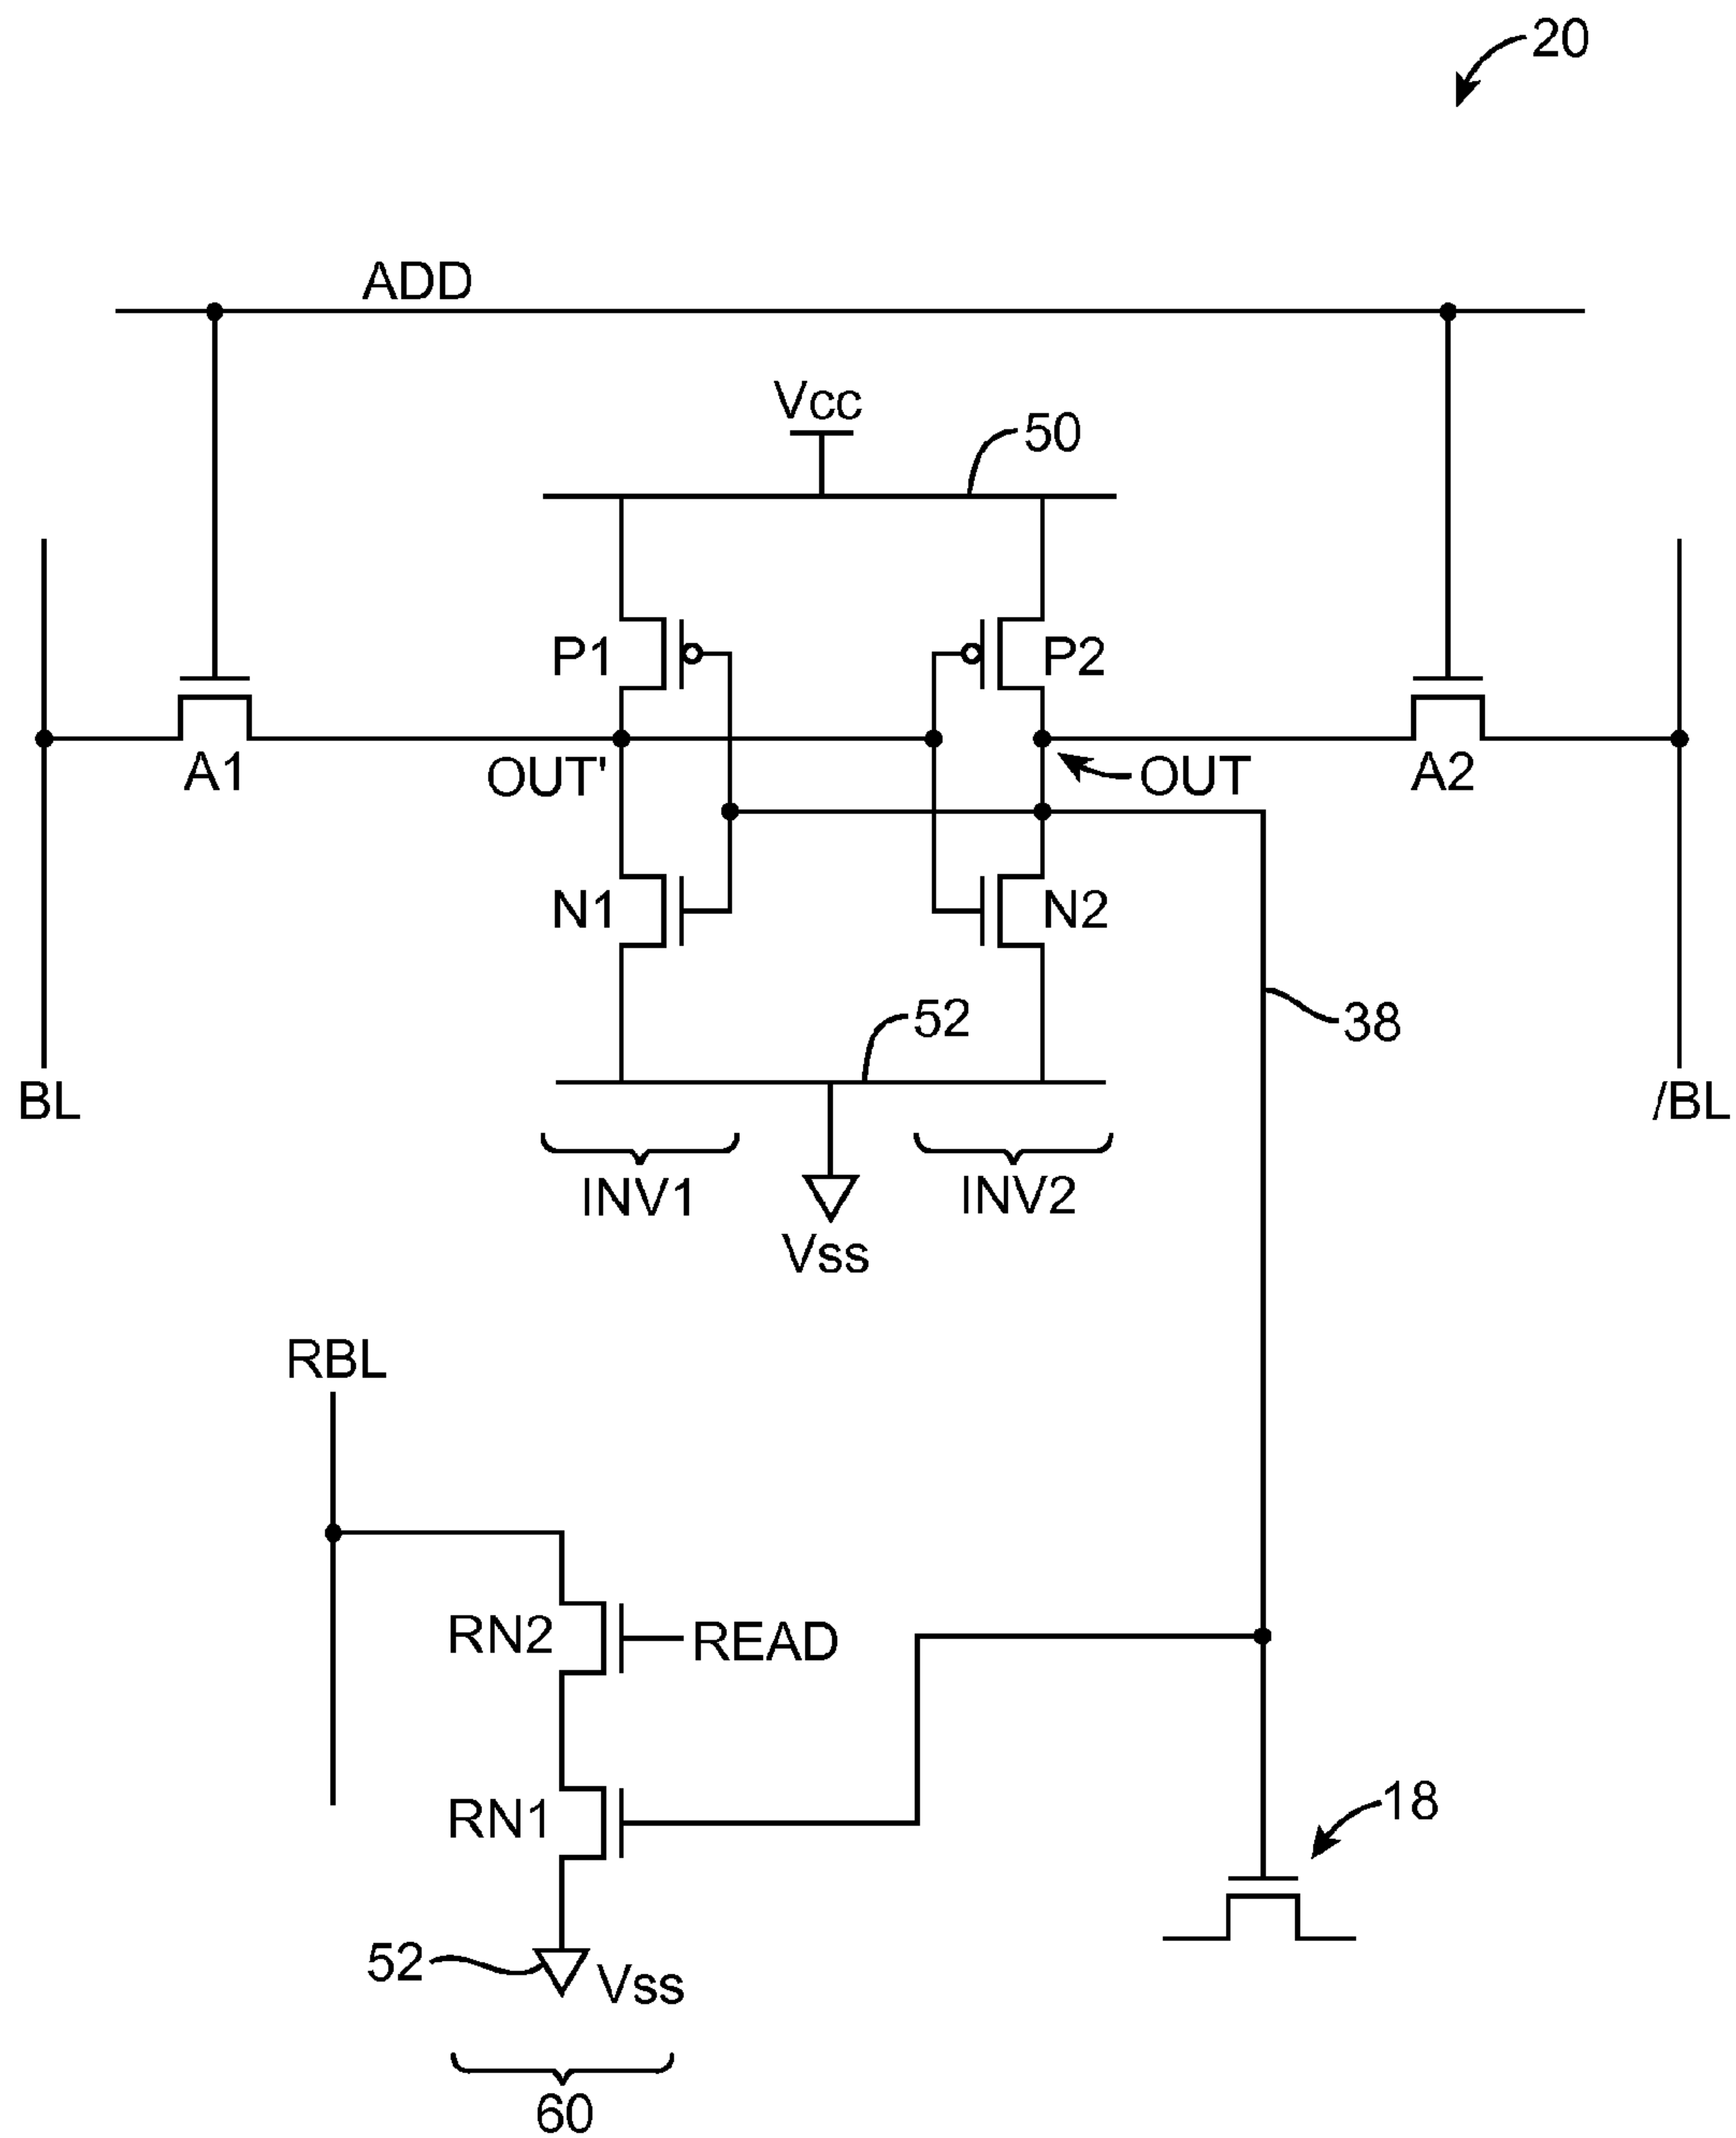 20
ADD
Vcc
50
P1
P2
A1
OUT'
OUT
A2
N1
N2
52
38
BL
/BL
INV1
INV2
Vss
RBL
RN2
READ
RN1
18
52
Vss
60